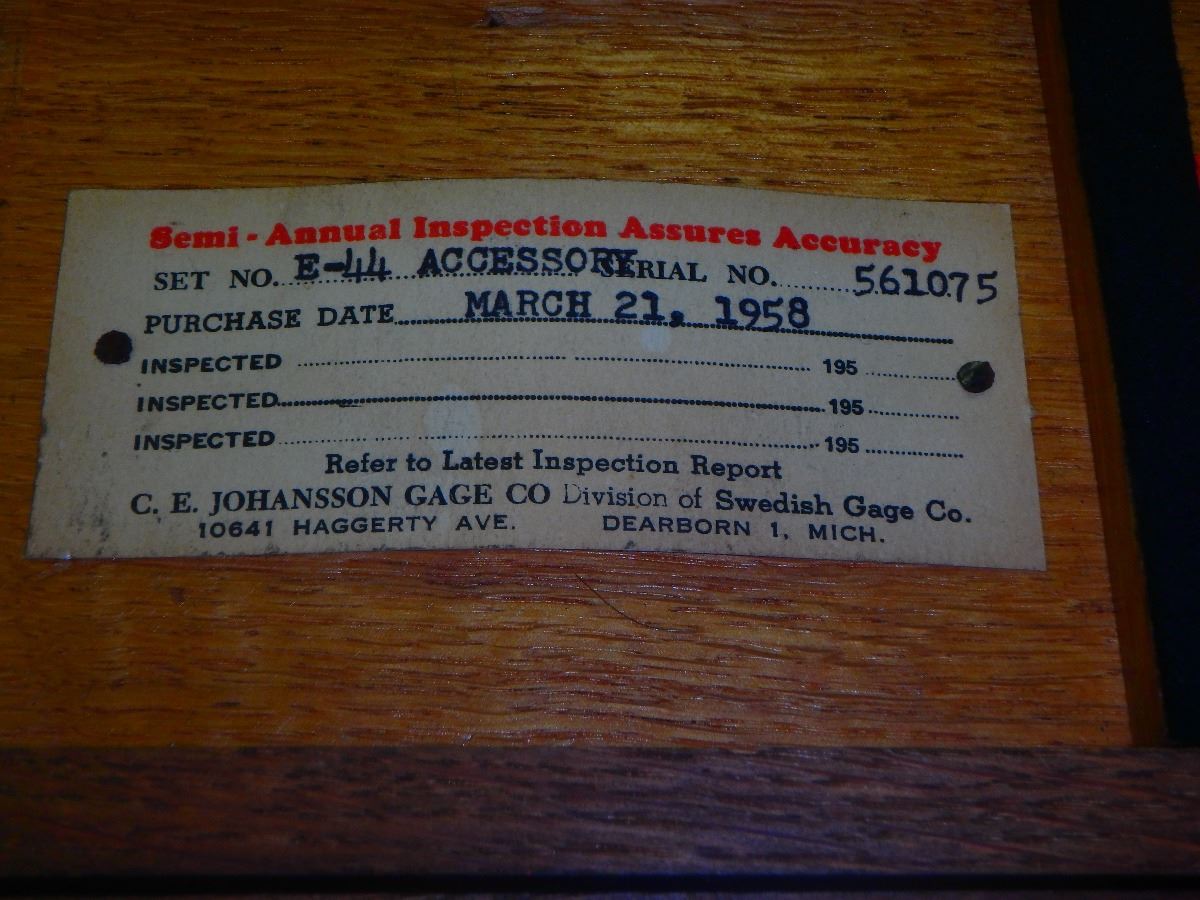 Semi - Annual Inspection Assures Accuracy
SET NO. E-44 ACCESSORY SERIAL NO. 561075
PURCHASE DATE MARCH 21, 1958
INSPECTED 195
INSPECTED 195
INSPECTED 195
Refer to Latest Inspection Report
C. E. JOHANSSON GAGE CO Division of Swedish Gage Co.
10641 HAGGERTY AVE. DEARBORN 1, MICH.